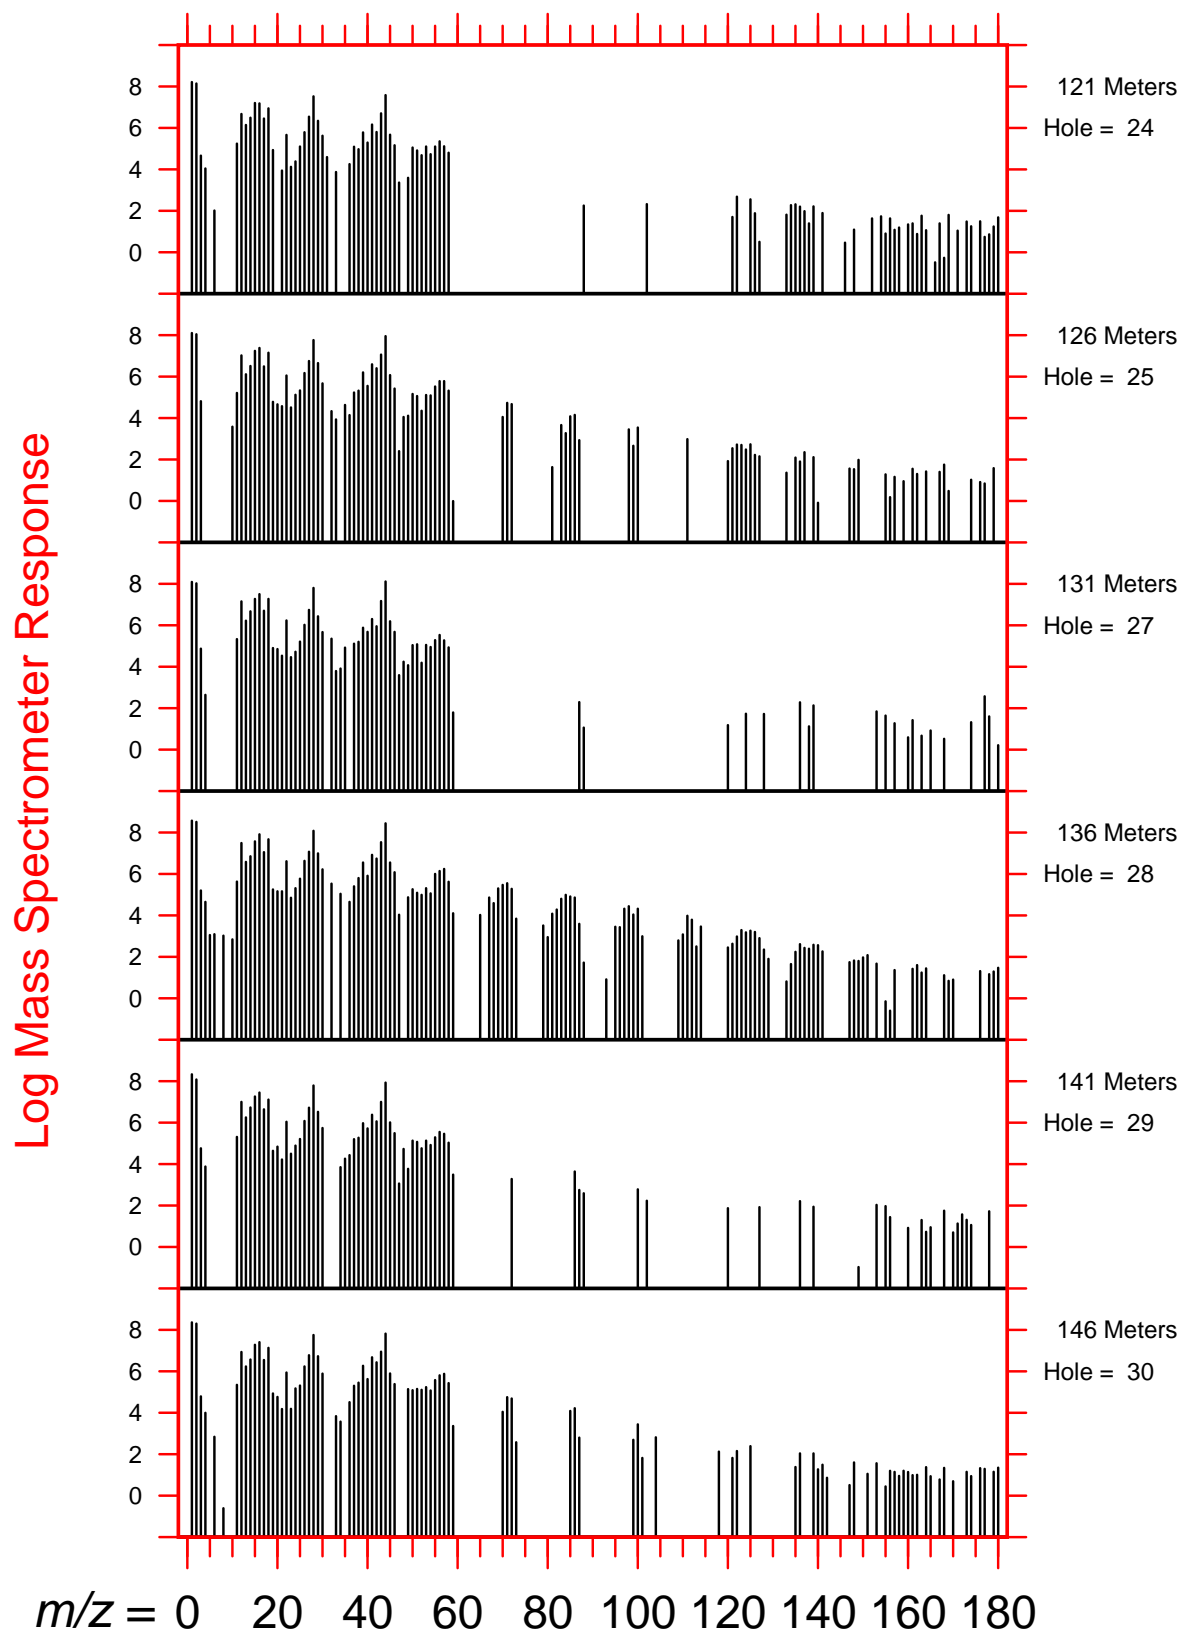 8
6
4
2
0
121 Meters
Hole = 24
8
6
4
2
0
126 Meters
Hole = 25
8
6
4
2
0
131 Meters
Hole = 27
8
6
4
2
0
136 Meters
Hole = 28
8
6
4
2
0
141 Meters
Hole = 29
8
6
4
2
0
146 Meters
Hole = 30
Log Mass Spectrometer Response
m/z = 0 20 40 60 80 100 120 140 160 180